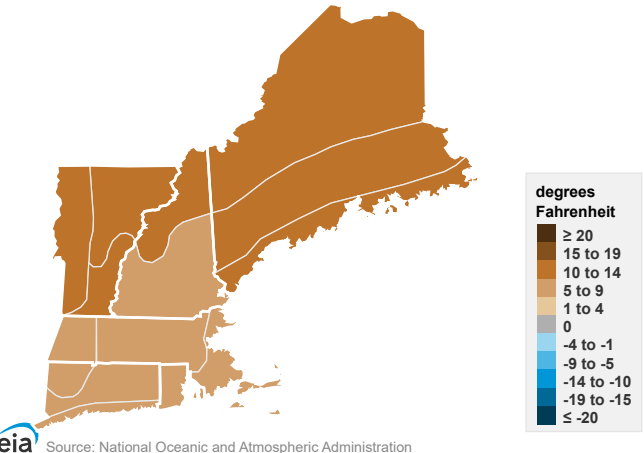 degrees
Fahrenheit
≥ 20
15 to 19
10 to 14
5 to 9
1 to 4
0
-4 to -1
-9 to -5
-14 to -10
-19 to -15
≤ -20
eia Source: National Oceanic and Atmospheric Administration